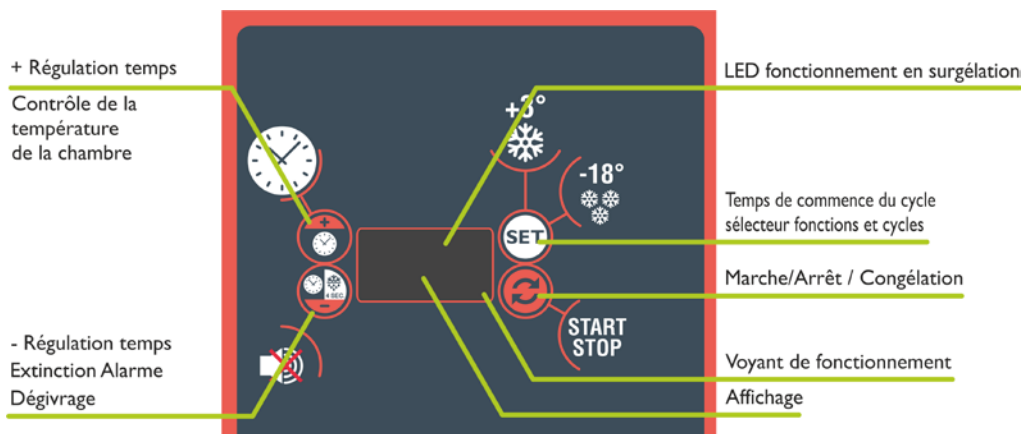 + Régulation temps
Contrôle de la
température
de la chambre
- Régulation temps
Extinction Alarme
Dégivrage
+3°
-18°
+
SET
4 SEC.
-
START
STOP
LED fonctionnement en surgélation
Temps de commence du cycle
sélecteur fonctions et cycles
Marche/Arrêt / Congélation
Voyant de fonctionnement
Affichage